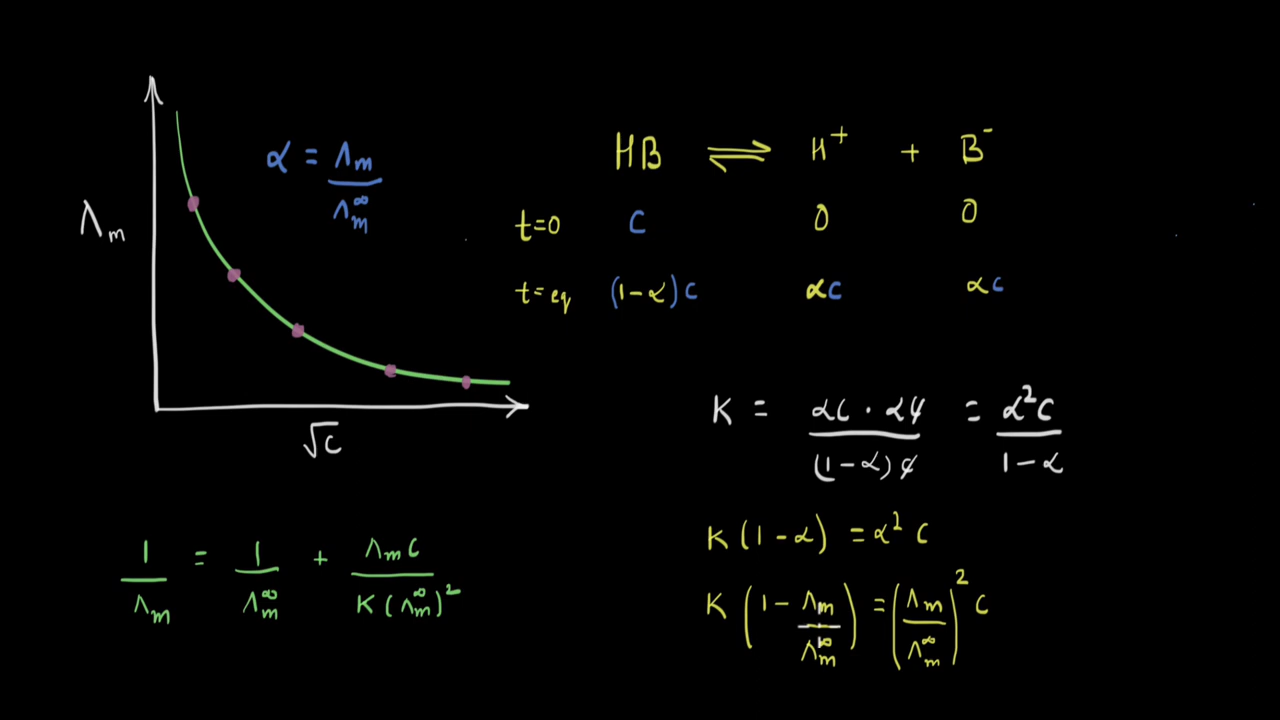 Λm
√C
α = Λm / Λm^∞
HB ⇌ H⁺ + B⁻
t=0 C 0 0
t=eq (1-α)C αC αC
K = αC · αC / (1-α)C = α²C / 1-α
K(1-α) = α² C
K(1 - Λm / Λm^∞) = (Λm / Λm^∞)² C
1 / Λm = 1 / Λm^∞ + ΛmC / K(Λm^∞)²